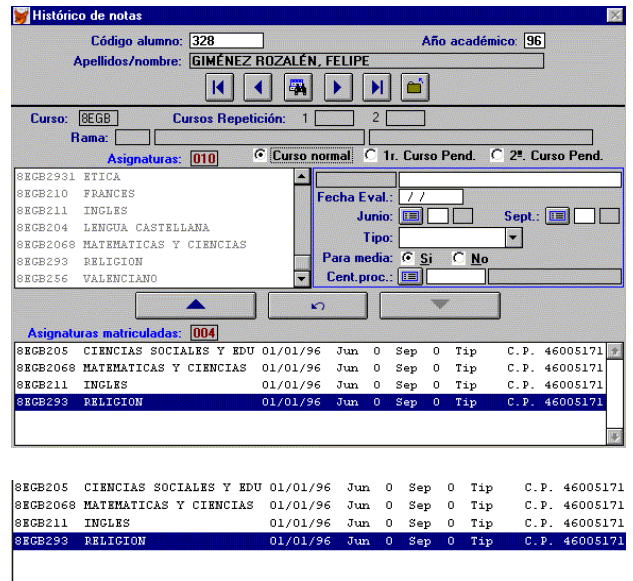 Histórico de notas
Código alumno: 328 Año académico: 96
Apellidos/nombre: GIMÉNEZ ROZALÉN, FELIPE
Curso: 8EGB Cursos Repetición: 1 2
Rama:
Asignaturas: 010 Curso normal 1r. Curso Pend. 2ª. Curso Pend.
8EGB2931 ETICA
8EGB210 FRANCES
8EGB211 INGLES
8EGB204 LENGUA CASTELLANA
8EGB2068 MATEMATICAS Y CIENCIAS
8EGB293 RELIGION
8EGB256 VALENCIANO
Fecha Eval.: / /
Junio: Sept.:
Tipo:
Para media: Si No
Cent.proc.:
Asignaturas matriculadas: 004
8EGB205 CIENCIAS SOCIALES Y EDU 01/01/96 Jun 0 Sep 0 Tip C.P. 46005171
8EGB2068 MATEMATICAS Y CIENCIAS 01/01/96 Jun 0 Sep 0 Tip C.P. 46005171
8EGB211 INGLES 01/01/96 Jun 0 Sep 0 Tip C.P. 46005171
8EGB293 RELIGION 01/01/96 Jun 0 Sep 0 Tip C.P. 46005171
8EGB205 CIENCIAS SOCIALES Y EDU 01/01/96 Jun 0 Sep 0 Tip C.P. 46005171
8EGB2068 MATEMATICAS Y CIENCIAS 01/01/96 Jun 0 Sep 0 Tip C.P. 46005171
8EGB211 INGLES 01/01/96 Jun 0 Sep 0 Tip C.P. 46005171
8EGB293 RELIGION 01/01/96 Jun 0 Sep 0 Tip C.P. 46005171